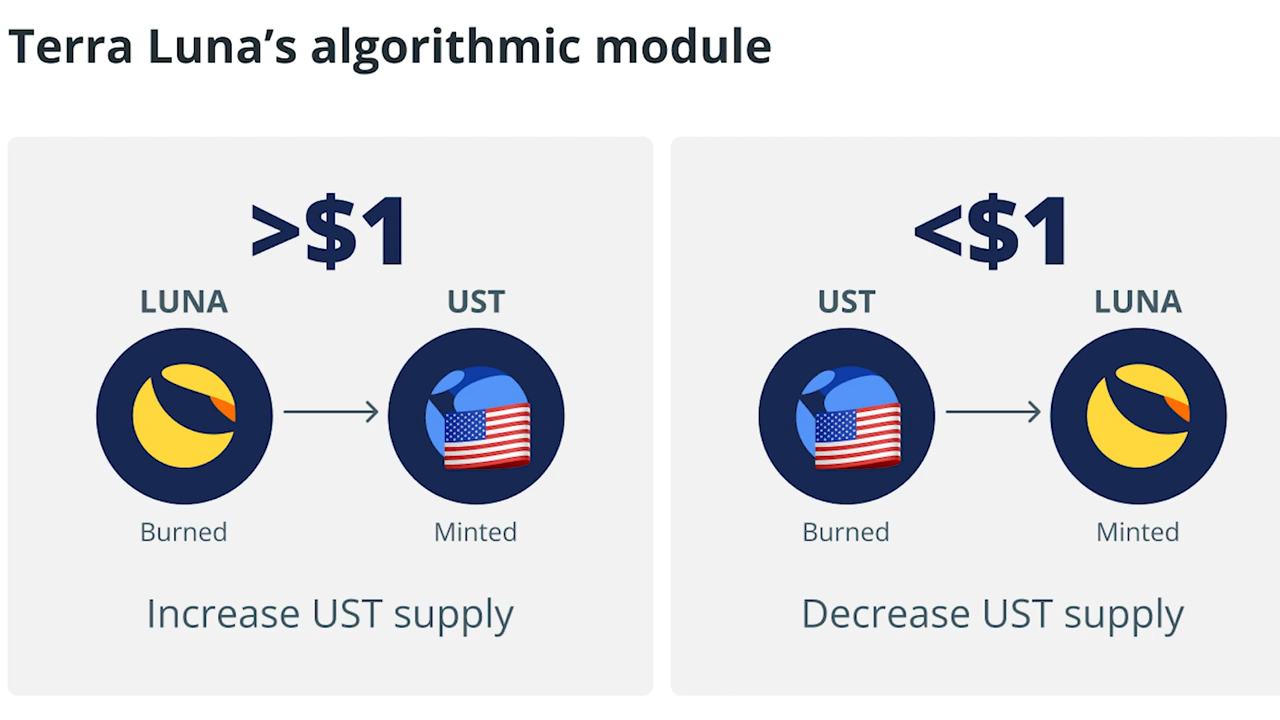 Terra Luna’s algorithmic module
>$1
LUNA
UST
Burned
Minted
Increase UST supply
<$1
UST
LUNA
Burned
Minted
Decrease UST supply